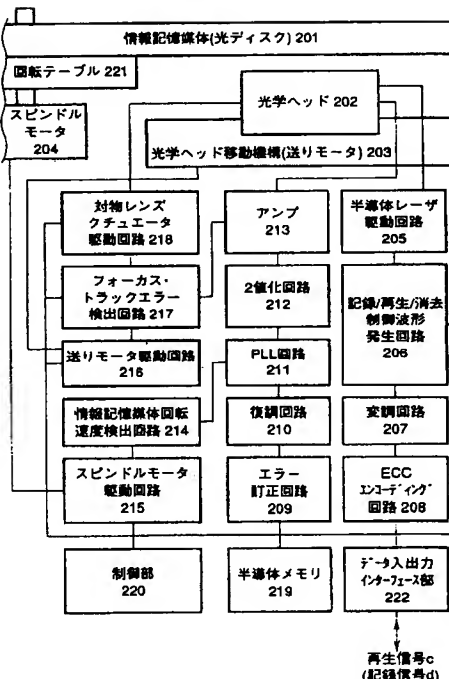 情報記憶媒体(光ディスク) 201
回転テーブル 221
スピンドル
モータ
204
光学ヘッド 202
光学ヘッド移動機構(送りモータ) 203
対物レンズ
クチュエータ
駆動回路 218
アンプ
213
半導体レーザ
駆動回路
205
フォーカス・
トラックエラー
検出回路 217
2値化回路
212
記録/再生/消去
制御波形
発生回路
206
送りモータ駆動回路
216
PLL回路
211
情報記憶媒体回転
速度検出回路 214
復調回路
210
変調回路
207
スピンドルモータ
駆動回路
215
エラー
訂正回路
209
ECC
エンコーディング
回路 208
制御部
220
半導体メモリ
219
データ入出力
インターフェース部
222
再生信号c
(記録信号d)